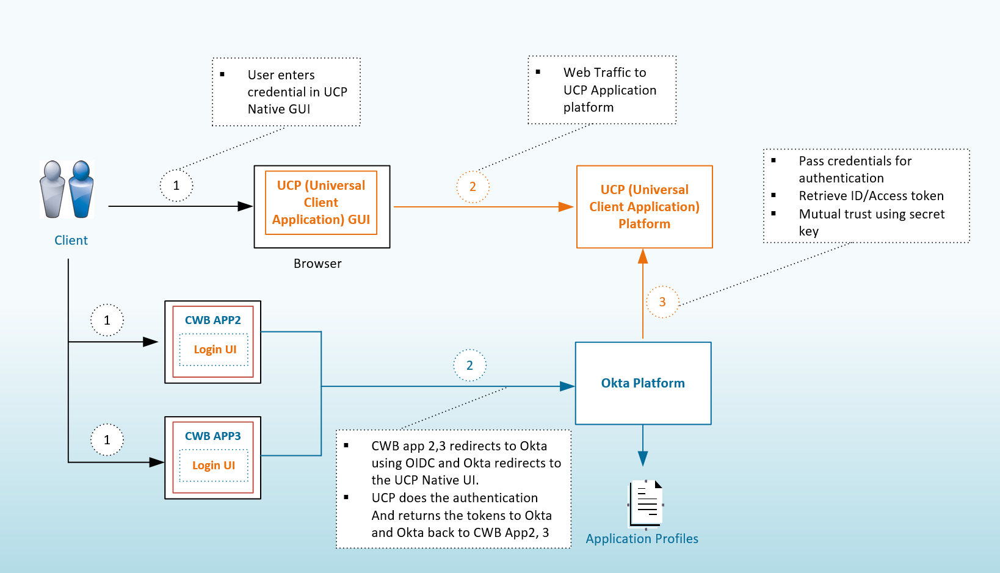 ▪ User enters
credential in UCP
Native GUI
▪ Web Traffic to
UCP Application
platform
▪ Pass credentials for
authentication
▪ Retrieve ID/Access token
▪ Mutual trust using secret
key
1
2
UCP (Universal
Client
Application) GUI
UCP (Universal
Client Application)
Platform
Client
Browser
3
1
CWB APP2
Login UI
2
Okta Platform
1
CWB APP3
Login UI
▪ CWB app 2,3 redirects to Okta
using OIDC and Okta redirects to
the UCP Native UI.
▪ UCP does the authentication
And returns the tokens to Okta
and Okta back to CWB App2, 3
Application Profiles